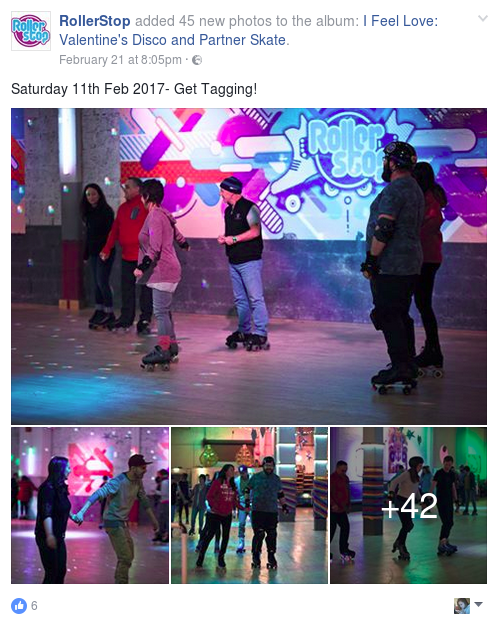 Roller
Stop
RollerStop added 45 new photos to the album: I Feel Love:
Valentine's Disco and Partner Skate.
February 21 at 8:05pm ·
Saturday 11th Feb 2017- Get Tagging!
Roller
stop
+42
6